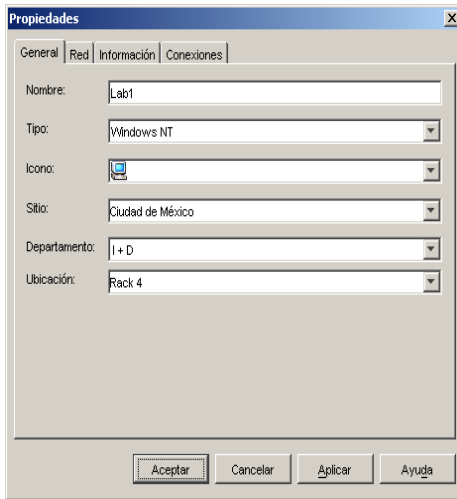 Propiedades
General Red Información Conexiones
Nombre: Lab1
Tipo: Windows NT
Icono:
Sitio: Ciudad de México
Departamento: I + D
Ubicación: Rack 4
Aceptar Cancelar Aplicar Ayuda